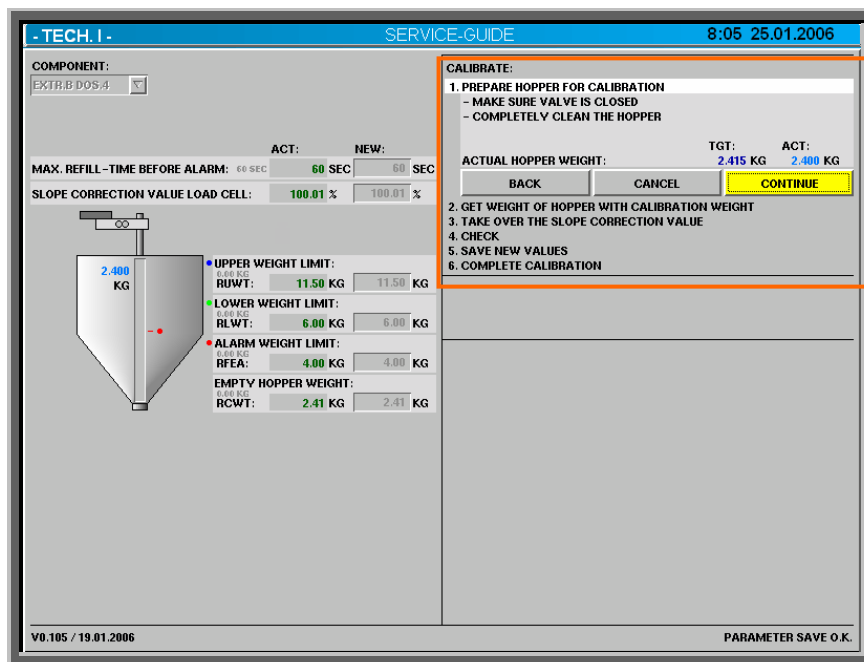 - TECH. I - SERVICE-GUIDE 8:05 25.01.2006
COMPONENT:
EXTR.B DOS.4
ACT: NEW:
MAX. REFILL-TIME BEFORE ALARM: 60 SEC 60 SEC 60 SEC
SLOPE CORRECTION VALUE LOAD CELL: 100.01 % 100.01 %
2.400
KG
UPPER WEIGHT LIMIT:
0.00 KG
RUWT: 11.50 KG 11.50 KG
LOWER WEIGHT LIMIT:
0.00 KG
RLWT: 6.00 KG 6.00 KG
ALARM WEIGHT LIMIT:
0.00 KG
RFEA: 4.00 KG 4.00 KG
EMPTY HOPPER WEIGHT:
0.00 KG
RCWT: 2.41 KG 2.41 KG
CALIBRATE:
1. PREPARE HOPPER FOR CALIBRATION
- MAKE SURE VALVE IS CLOSED
- COMPLETELY CLEAN THE HOPPER
TGT: ACT:
ACTUAL HOPPER WEIGHT: 2.415 KG 2.400 KG
BACK CANCEL CONTINUE
2. GET WEIGHT OF HOPPER WITH CALIBRATION WEIGHT
3. TAKE OVER THE SLOPE CORRECTION VALUE
4. CHECK
5. SAVE NEW VALUES
6. COMPLETE CALIBRATION
V0.105 / 19.01.2006 PARAMETER SAVE O.K.